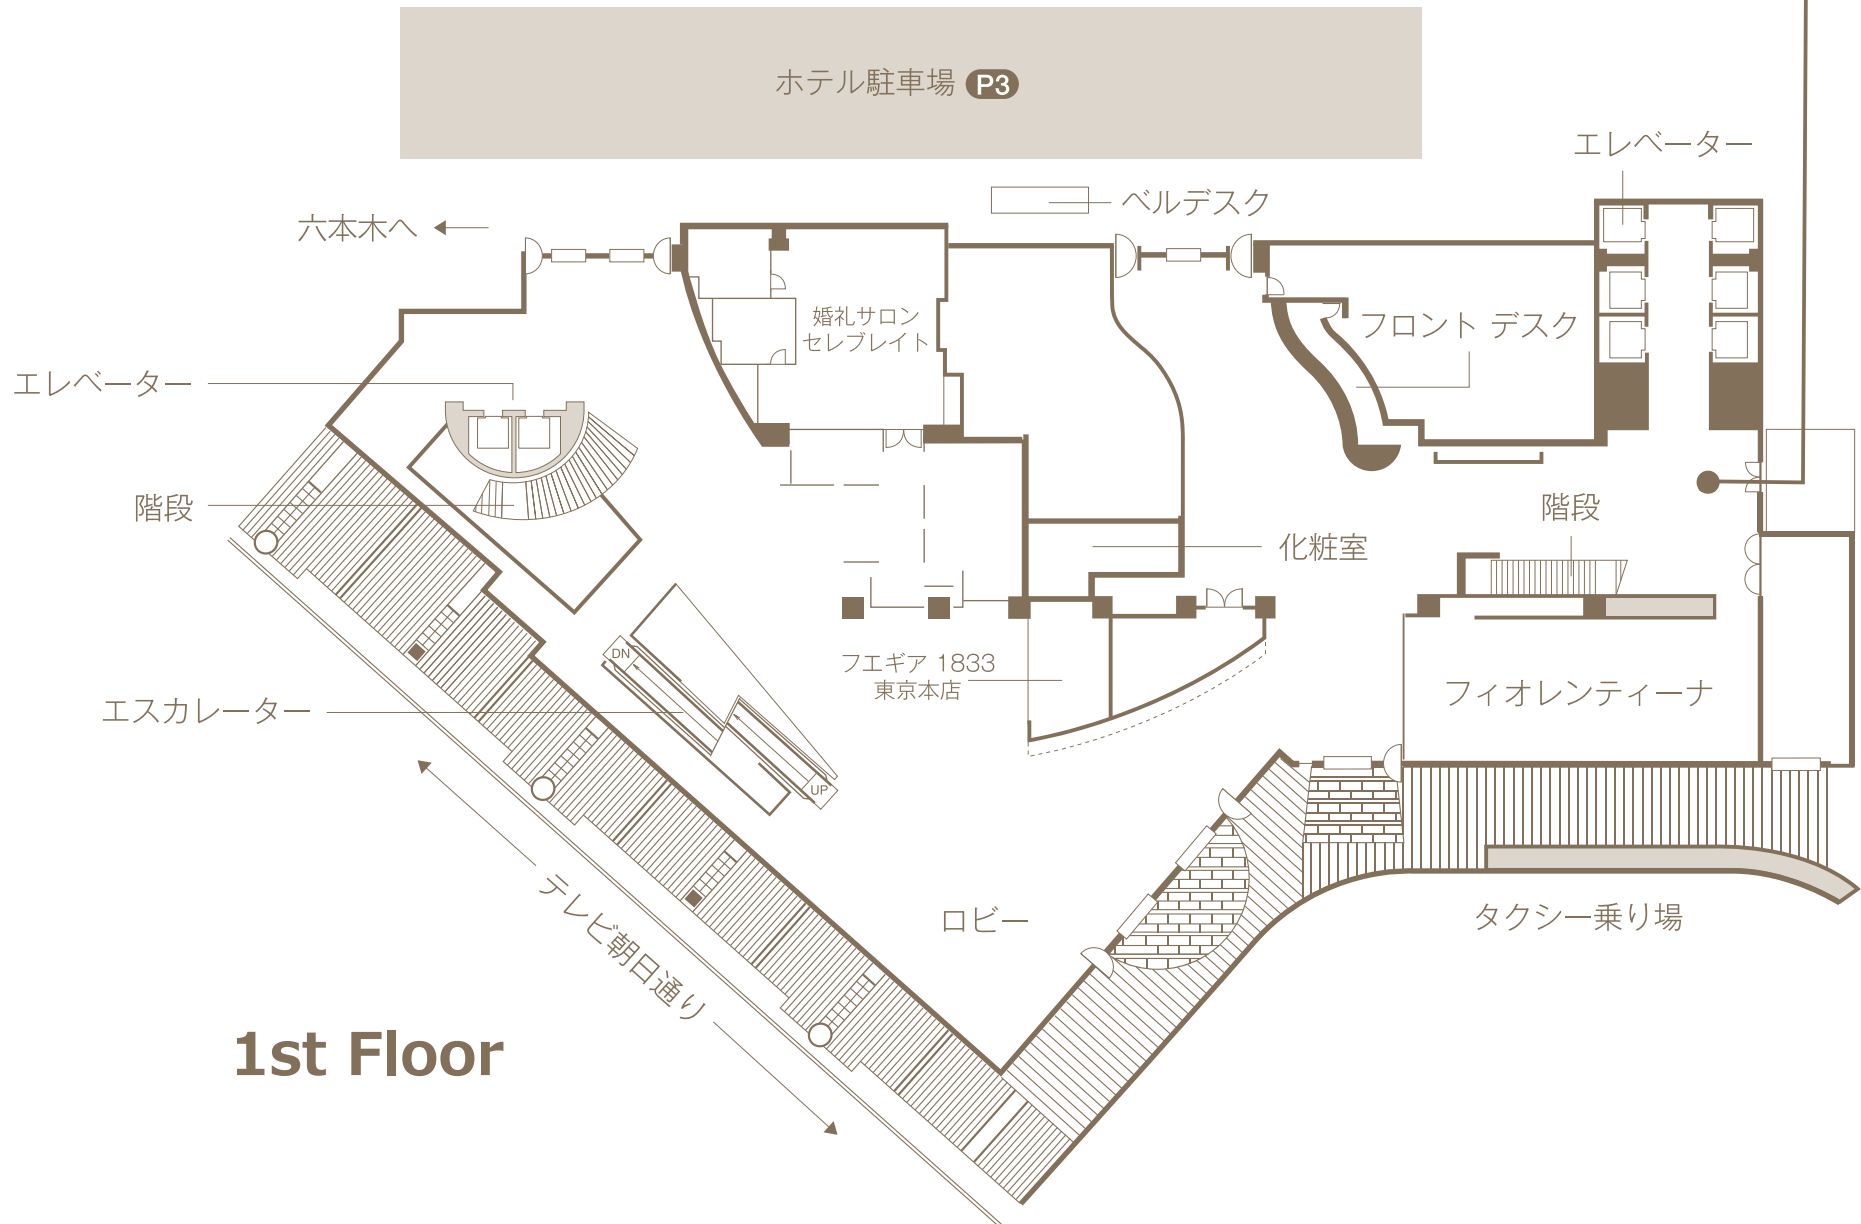 ホテル駐車場 P3
エレベーター
ベルデスク
六本木へ
婚礼サロン
セレブレイト
フロント デスク
エレベーター
階段
階段
化粧室
DN
フエギア 1833
東京本店
フィオレンティーナ
エスカレーター
UP
ロビー
タクシー乗り場
テレビ朝日通り
1st Floor